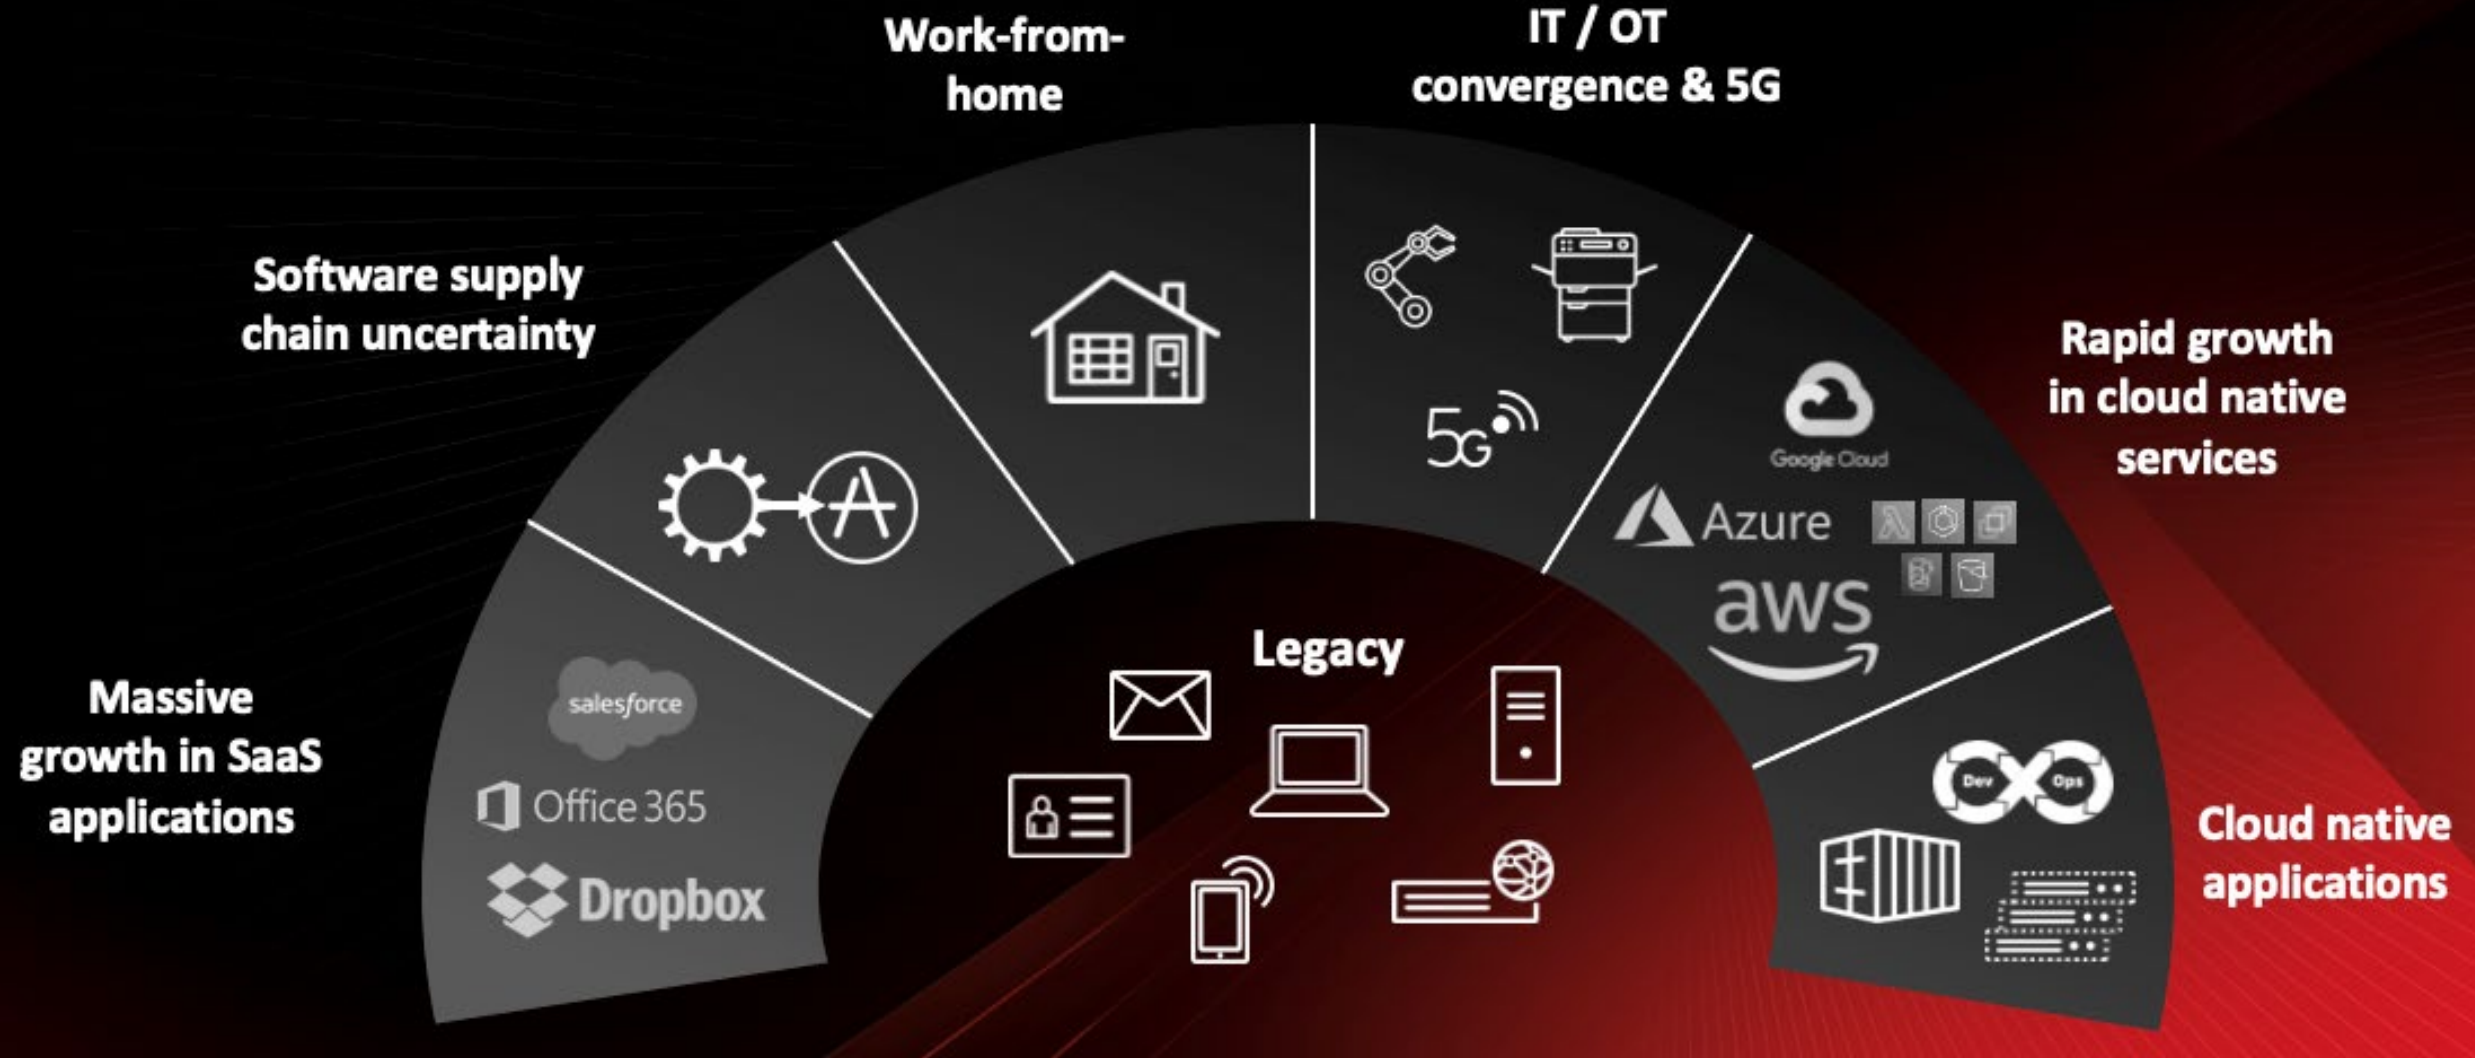 Work-from-
home
IT / OT
convergence & 5G
Software supply
chain uncertainty
Rapid growth
in cloud native
services
Massive
growth in SaaS
applications
Cloud native
applications
5G
Google Cloud
Azure
aws
salesforce
Office 365
Dropbox
Legacy
Dev
Ops